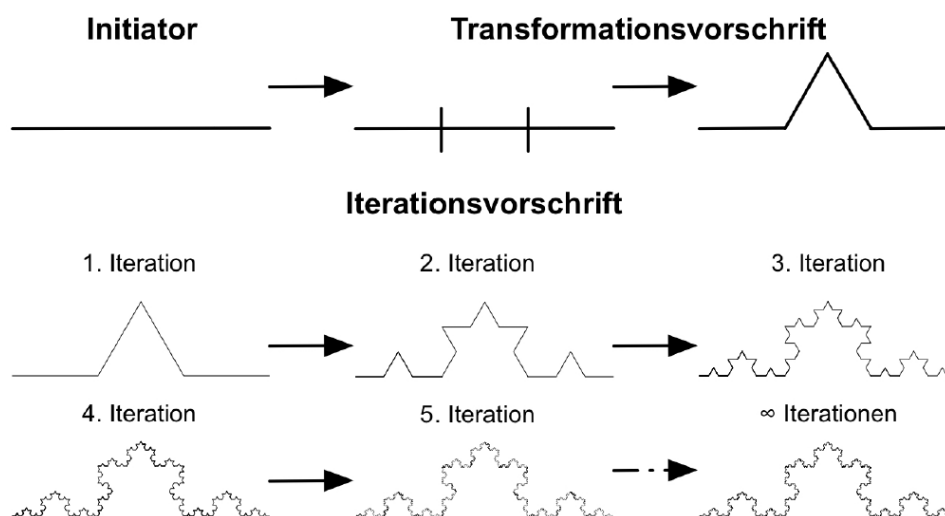 Initiator
Transformationsvorschrift
Iterationsvorschrift
1. Iteration
2. Iteration
3. Iteration
4. Iteration
5. Iteration
∞ Iterationen